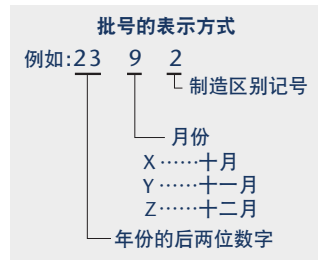 批号的表示方式
例如:23 9 2
制造区别记号
月份
X……十月
Y……十一月
Z……十二月
年份的后两位数字